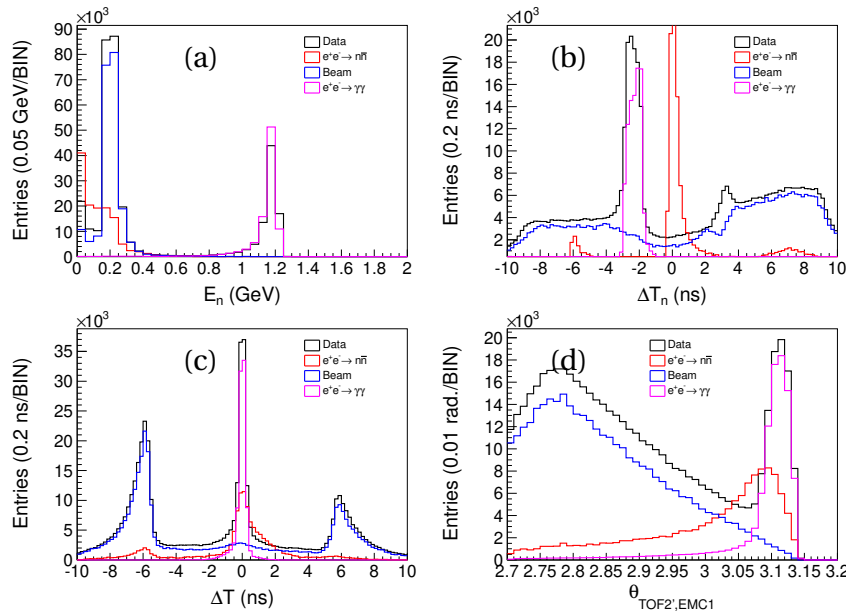 ×10³
Entries (0.05 GeV/BIN)
90
80
70
60
50
40
30
20
10
0
(a)
Data
e⁺e⁻→ nn̅
Beam
e⁺e⁻→ γγ
0 0.2 0.4 0.6 0.8 1 1.2 1.4 1.6 1.8 2
Eₙ (GeV)
×10³
Entries (0.2 ns/BIN)
20
18
16
14
12
10
8
6
4
2
(b)
Data
e⁺e⁻→ nn̅
Beam
e⁺e⁻→ γγ
-10 -8 -6 -4 -2 0 2 4 6 8 10
ΔTₙ (ns)
×10³
Entries (0.2 ns/BIN)
35
30
25
20
15
10
5
0
(c)
Data
e⁺e⁻→ nn̅
Beam
e⁺e⁻→ γγ
-10 -8 -6 -4 -2 0 2 4 6 8 10
ΔT (ns)
×10³
Entries (0.01 rad./BIN)
20
18
16
14
12
10
8
6
4
2
0
(d)
Data
e⁺e⁻→ nn̅
Beam
e⁺e⁻→ γγ
2.7 2.75 2.8 2.85 2.9 2.95 3 3.05 3.1 3.15 3.2
θ TOF2',EMC1